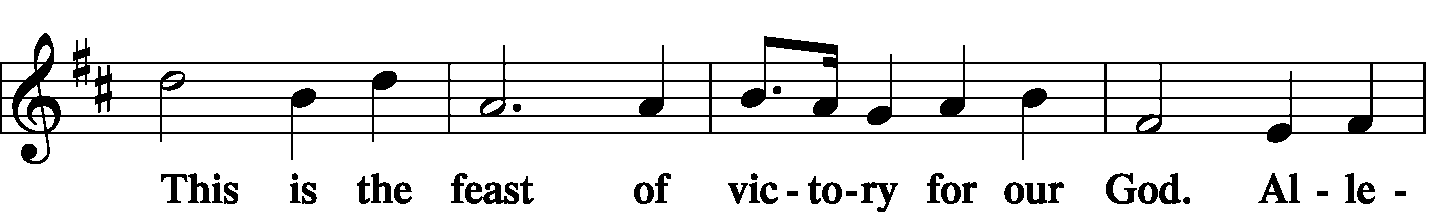 This is the feast of vic - to - ry for our God. Al - le -